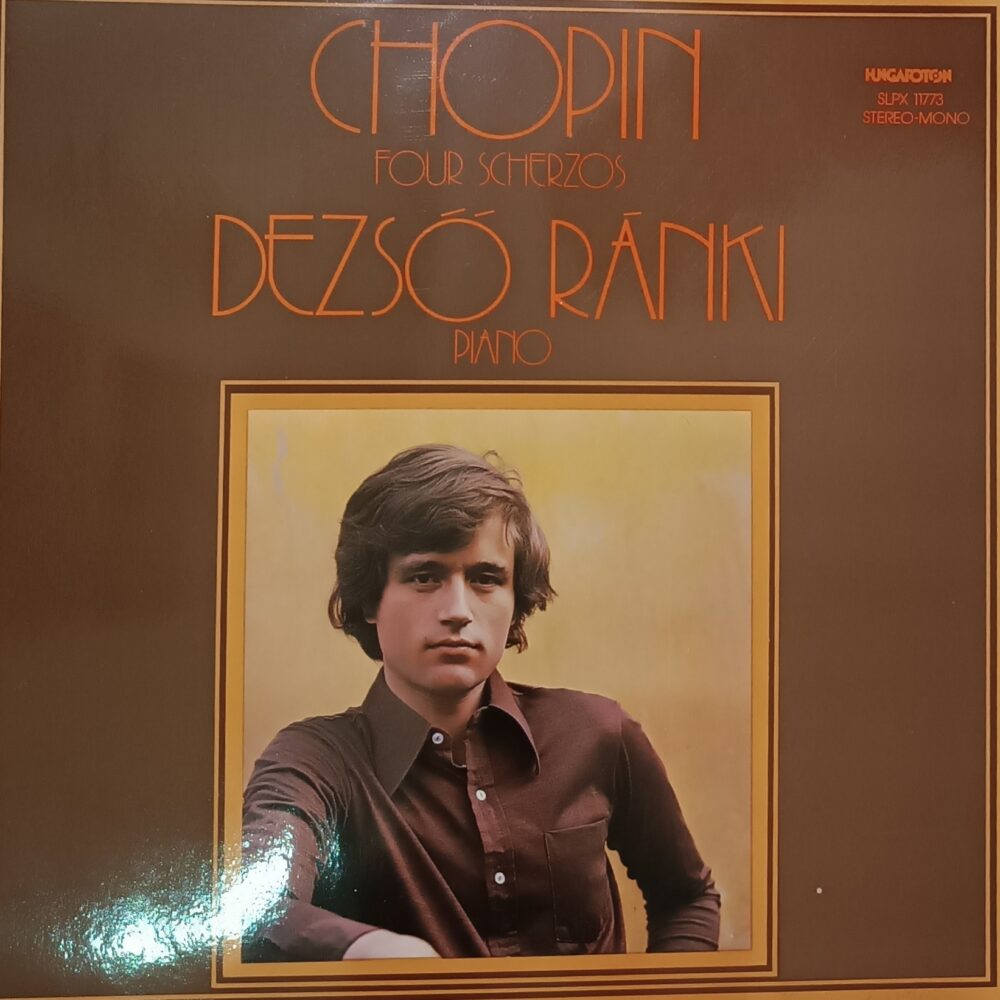 CHOPIN
FOUR SCHERZOS
DEZSŐ RÁNKI
PIANO
HUNGAROTON
SLPX 11773
STEREO-MONO